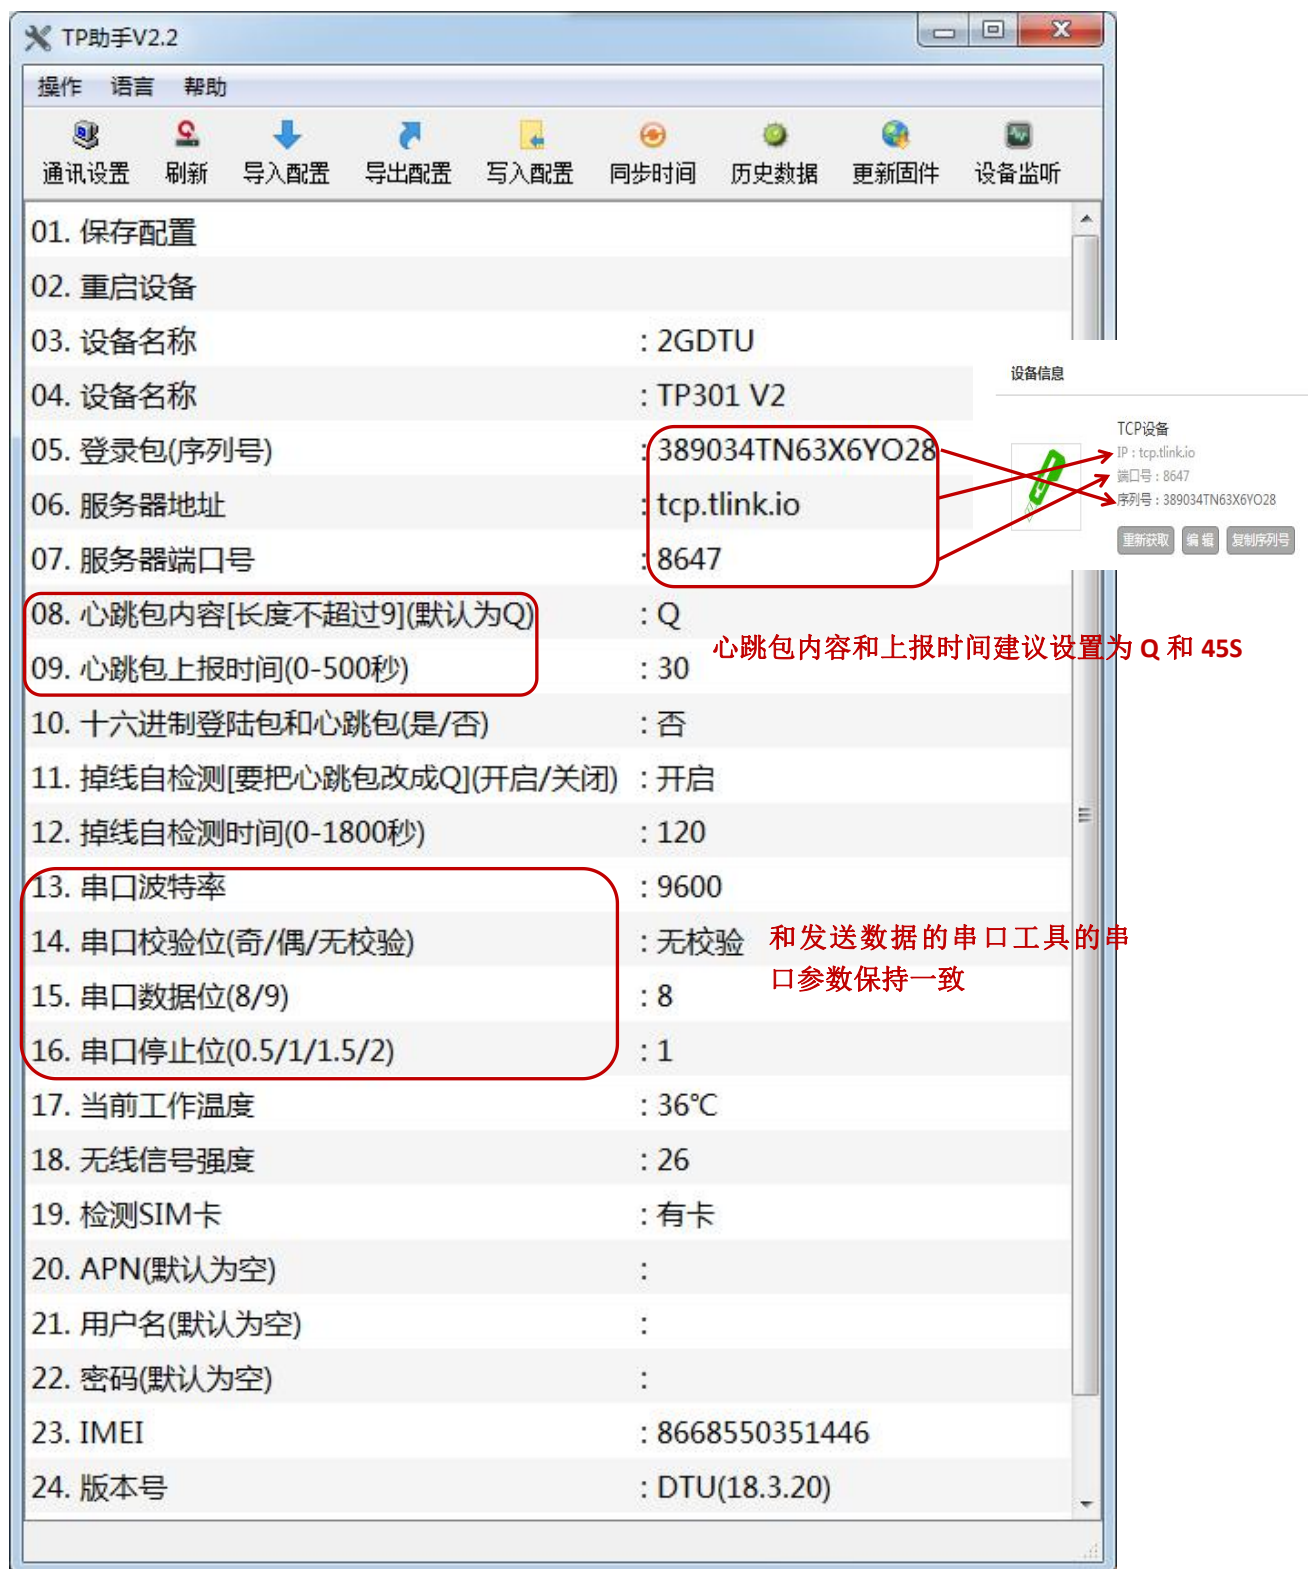 TP助手V2.2
操作 语言 帮助
通讯设置 刷新 导入配置 导出配置 写入配置 同步时间 历史数据 更新固件 设备监听
01. 保存配置
02. 重启设备
03. 设备名称 : 2GDTU
04. 设备名称 : TP301 V2
05. 登录包(序列号) : 389034TN63X6YO28
06. 服务器地址 : tcp.tlink.io
07. 服务器端口号 : 8647
08. 心跳包内容[长度不超过9](默认为Q) : Q
09. 心跳包上报时间(0-500秒) : 30
10. 十六进制登陆包和心跳包(是/否) : 否
11. 掉线自检测[要把心跳包改成Q](开启/关闭) : 开启
12. 掉线自检测时间(0-1800秒) : 120
13. 串口波特率 : 9600
14. 串口校验位(奇/偶/无校验) : 无校验
15. 串口数据位(8/9) : 8
16. 串口停止位(0.5/1/1.5/2) : 1
17. 当前工作温度 : 36℃
18. 无线信号强度 : 26
19. 检测SIM卡 : 有卡
20. APN(默认为空) :
21. 用户名(默认为空) :
22. 密码(默认为空) :
23. IMEI : 8668550351446
24. 版本号 : DTU(18.3.20)
设备信息
TCP设备
IP : tcp.tlink.io
端口号 : 8647
序列号 : 389034TN63X6YO28
重新获取 编 辑 复制序列号
心跳包内容和上报时间建议设置为 Q 和 45S
和发送数据的串口工具的串
口参数保持一致